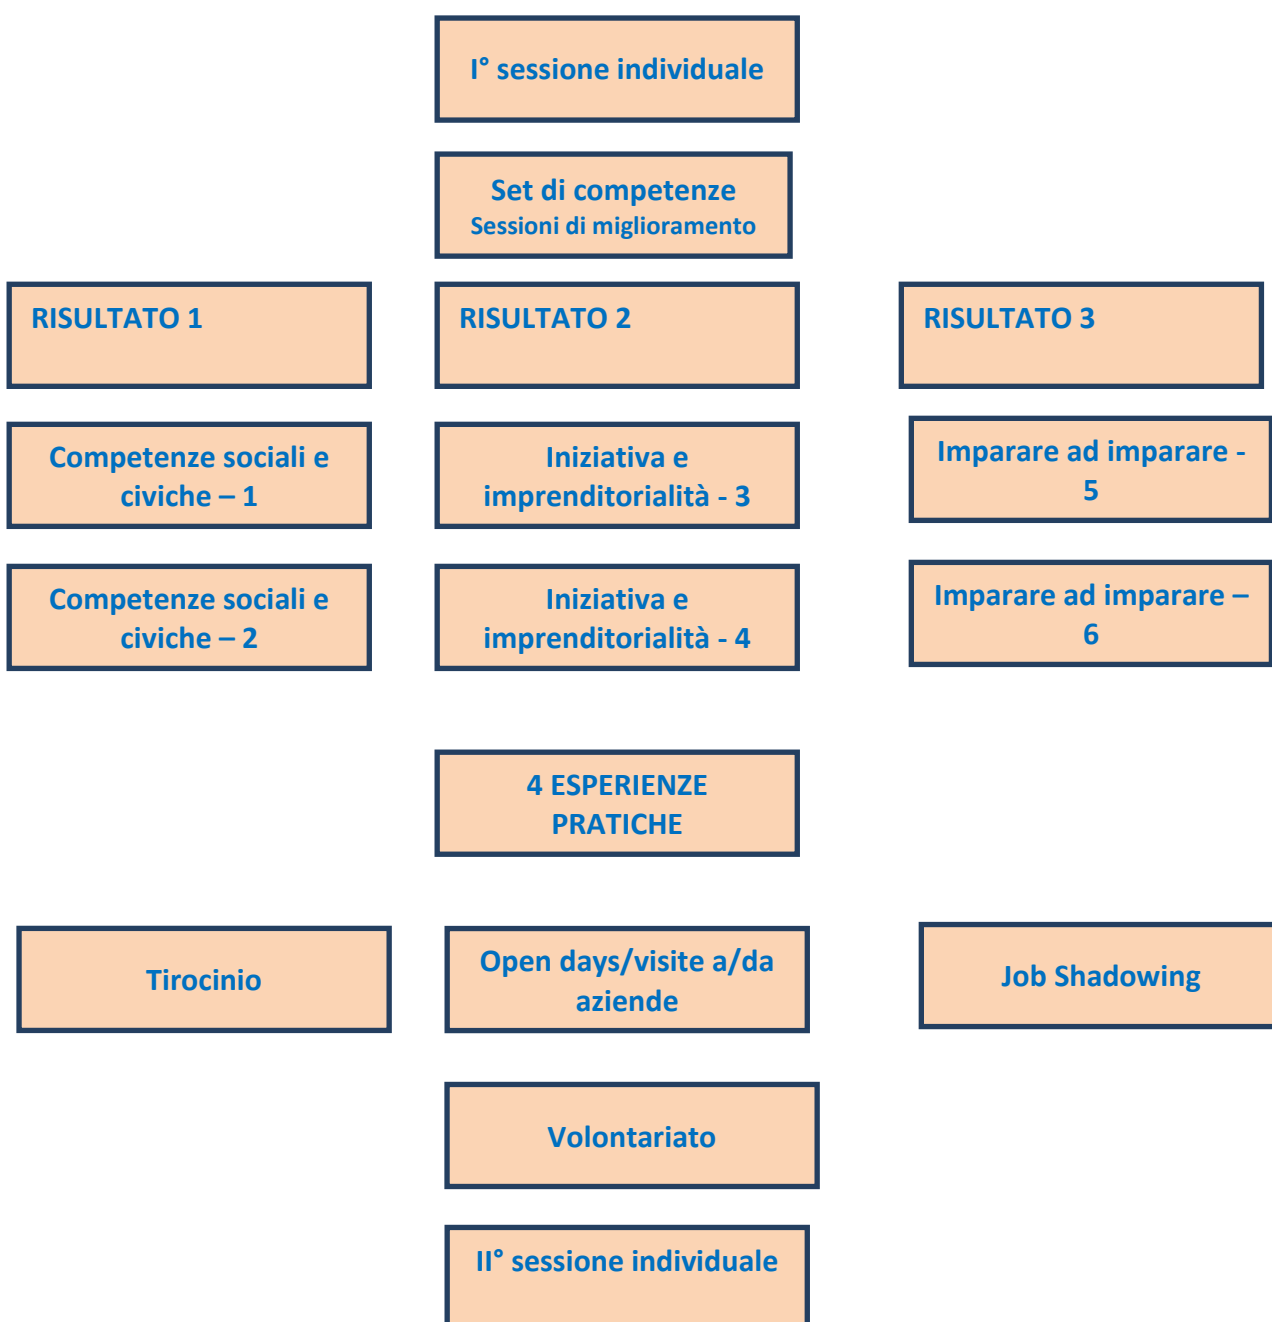 I° sessione individuale
Set di competenze
Sessioni di miglioramento
RISULTATO 1
RISULTATO 2
RISULTATO 3
Competenze sociali e
civiche – 1
Iniziativa e
imprenditorialità - 3
Imparare ad imparare -
5
Competenze sociali e
civiche – 2
Iniziativa e
imprenditorialità - 4
Imparare ad imparare –
6
4 ESPERIENZE
PRATICHE
Tirocinio
Open days/visite a/da
aziende
Job Shadowing
Volontariato
II° sessione individuale